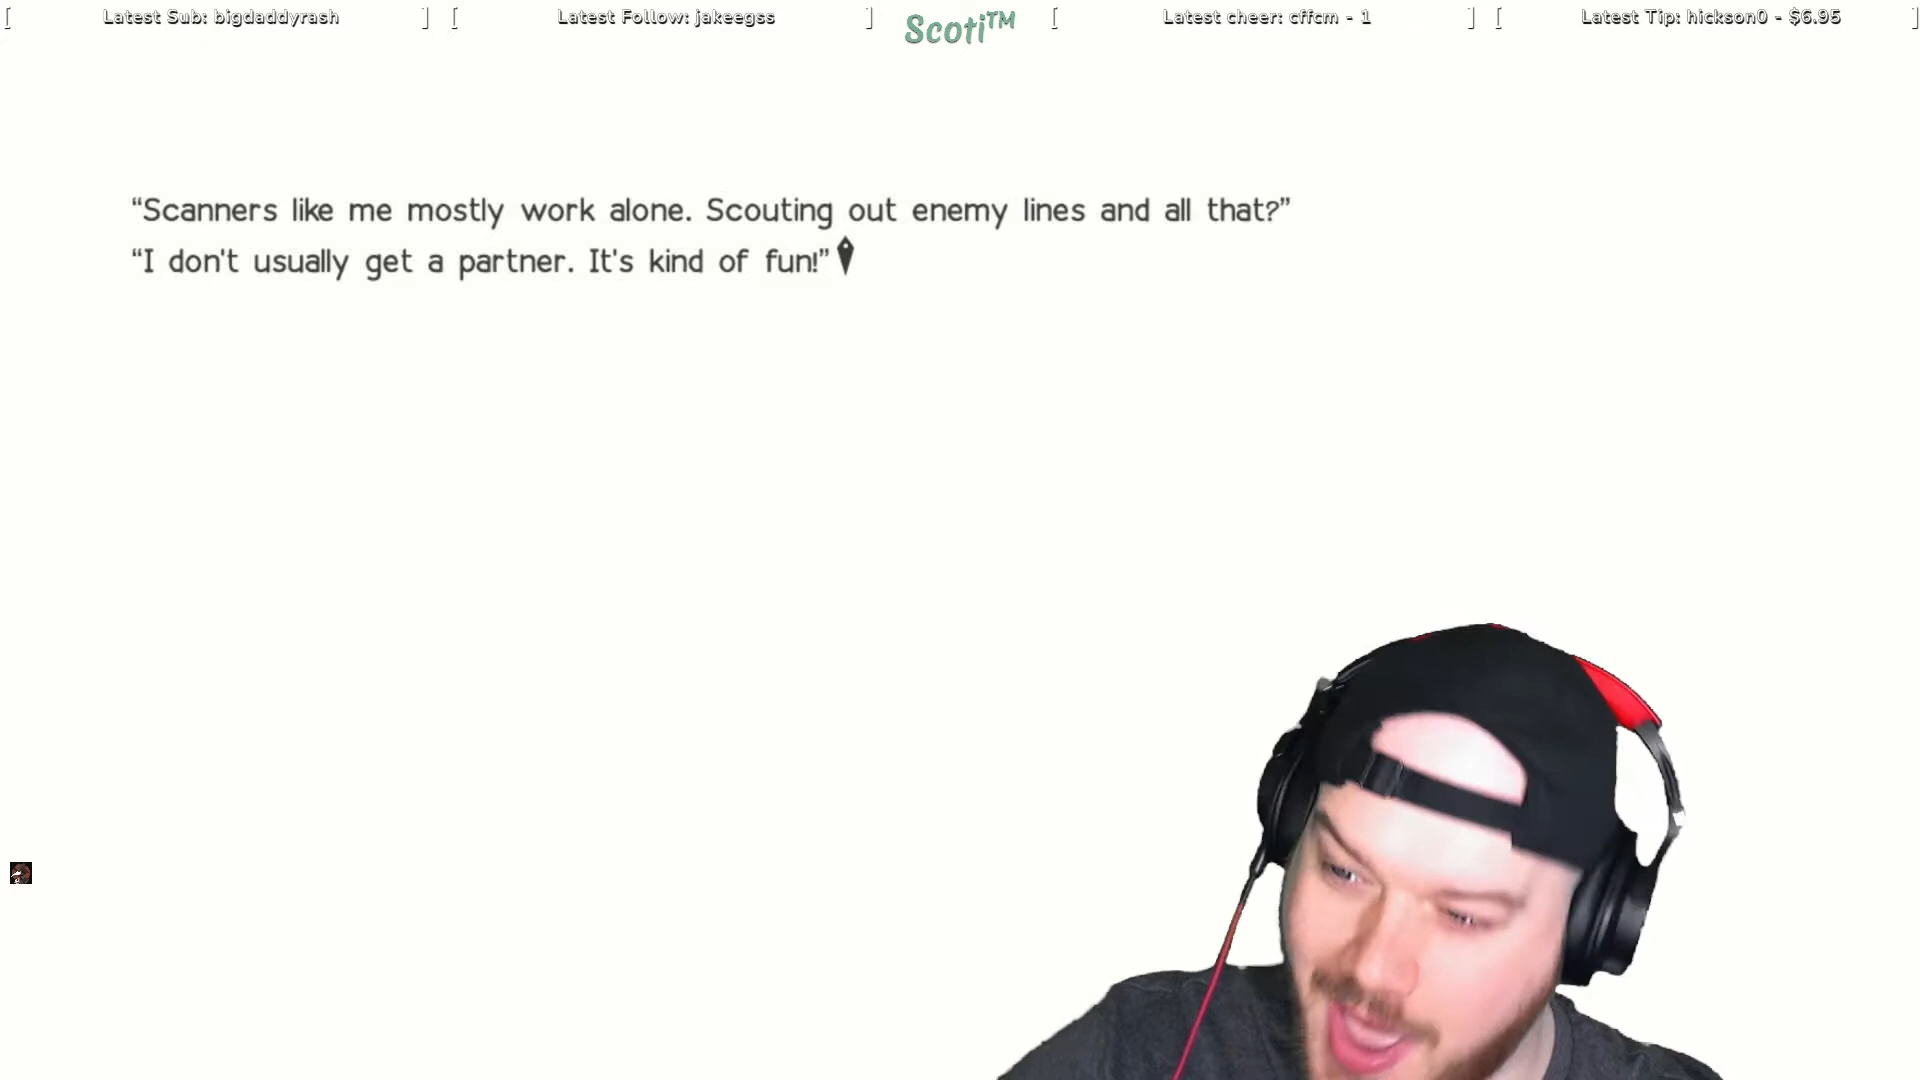 [ Latest Sub: bigdaddyrash ] [ Latest Follow: jakeegss ] Scoti™ [ Latest cheer: cffcm - 1 ] [ Latest Tip: hickson0 - $6.95 ]
“Scanners like me mostly work alone. Scouting out enemy lines and all that?”
“I don't usually get a partner. It's kind of fun!”